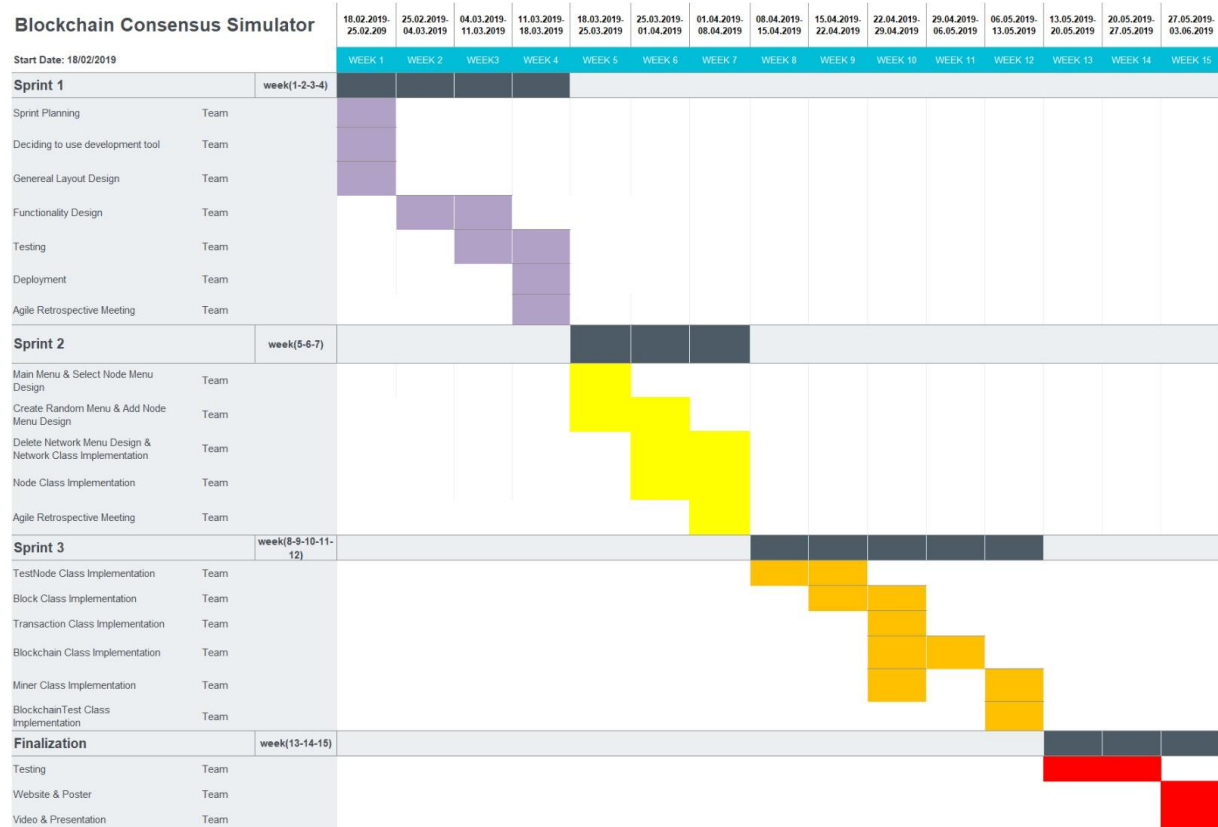 Blockchain Consensus Simulator
18.02.2019- 25.02.2019- 04.03.2019- 11.03.2019- 18.03.2019- 25.03.2019- 01.04.2019- 08.04.2019- 15.04.2019- 22.04.2019- 29.04.2019- 06.05.2019- 13.05.2019- 20.05.2019- 27.05.2019-
25.02.209 04.03.2019 11.03.2019 18.03.2019 25.03.2019 01.04.2019 08.04.2019 15.04.2019 22.04.2019 29.04.2019 06.05.2019 13.05.2019 20.05.2019 27.05.2019 03.06.2019
Start Date: 18/02/2019 WEEK 1 WEEK 2 WEEK3 WEEK 4 WEEK 5 WEEK 6 WEEK 7 WEEK 8 WEEK 9 WEEK 10 WEEK 11 WEEK 12 WEEK 13 WEEK 14 WEEK 15
Sprint 1 week(1-2-3-4)
Sprint Planning Team
Deciding to use development tool Team
Genereal Layout Design Team
Functionality Design Team
Testing Team
Deployment Team
Agile Retrospective Meeting Team
Sprint 2 week(5-6-7)
Main Menu & Select Node Menu
Design Team
Create Random Menu & Add Node
Menu Design Team
Delete Network Menu Design &
Network Class Implementation Team
Node Class Implementation Team
Agile Retrospective Meeting Team
Sprint 3 week(8-9-10-11-
12)
TestNode Class Implementation Team
Block Class Implementation Team
Transaction Class Implementation Team
Blockchain Class Implementation Team
Miner Class Implementation Team
BlockchainTest Class
Implementation Team
Finalization week(13-14-15)
Testing Team
Website & Poster Team
Video & Presentation Team